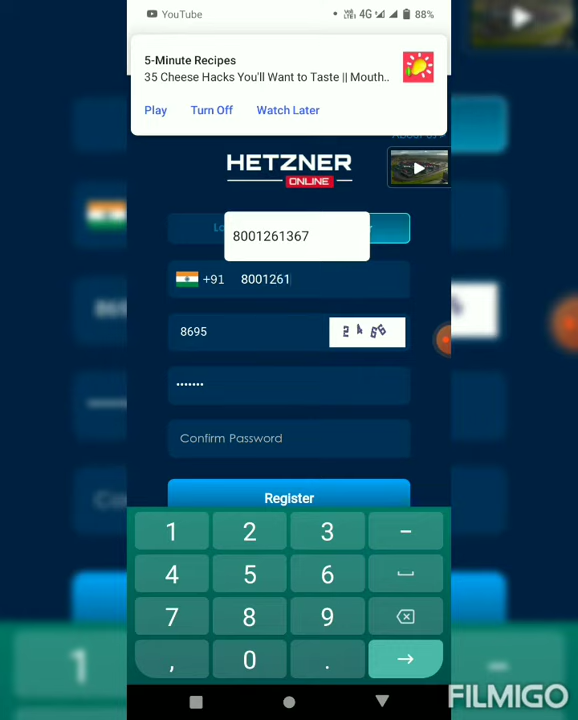 YouTube
4G
88%
5-Minute Recipes
35 Cheese Hacks You'll Want to Taste || Mouth..
Play
Turn Off
Watch Later
HETZNER
ONLINE
8001261367
+91
8001261
8695
•••••••
Confirm Password
Register
1
2
3
-
4
5
6
7
8
9
,
0
.
1
FILMIGO